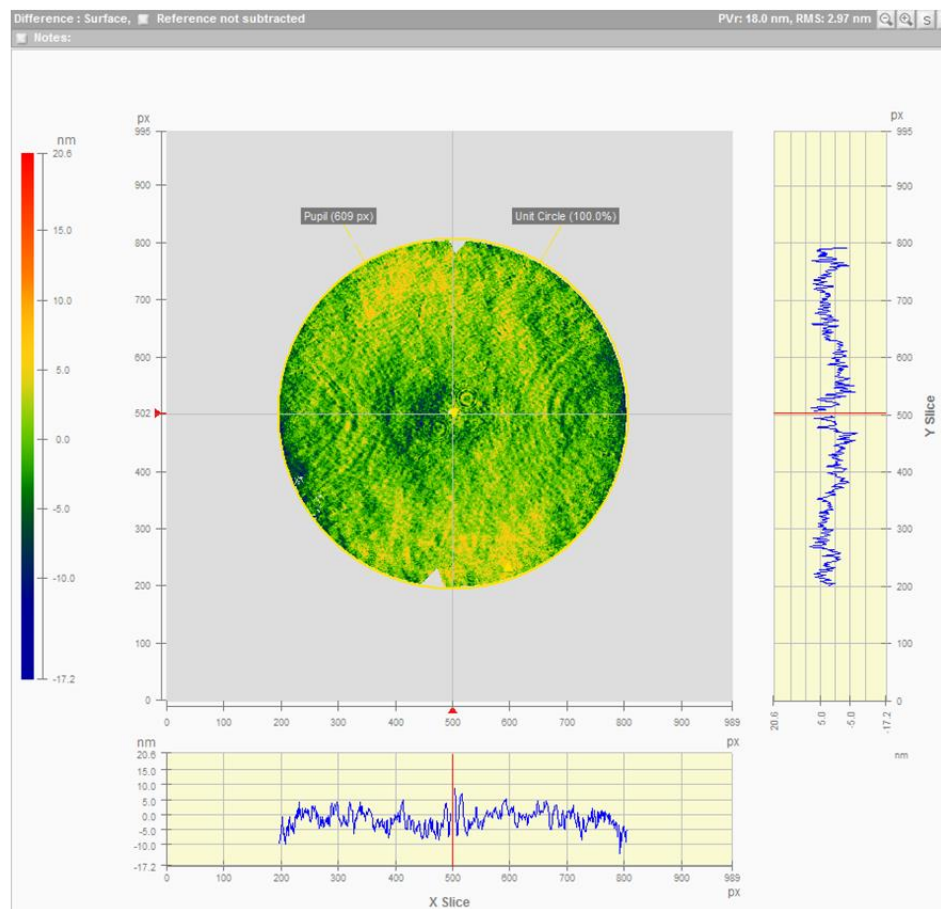 Difference : Surface, Reference not subtracted PVr: 18.0 nm, RMS: 2.97 nm S
Notes:
nm
20.6
15.0
10.0
5.0
0.0
-5.0
-10.0
-17.2
px
995
900
800
700
600
502
400
300
200
100
0
Pupil (609 px)
Unit Circle (100.0%)
0 100 200 300 400 500 600 700 800 900 989
px
px
995
900
800
700
600
500
400
300
200
100
0
Y Slice
20.6 5.0 -5.0 -17.2
nm
nm
20.6
15.0
10.0
5.0
0.0
-5.0
-10.0
-17.2
0 100 200 300 400 500 600 700 800 900 989
px
X Slice